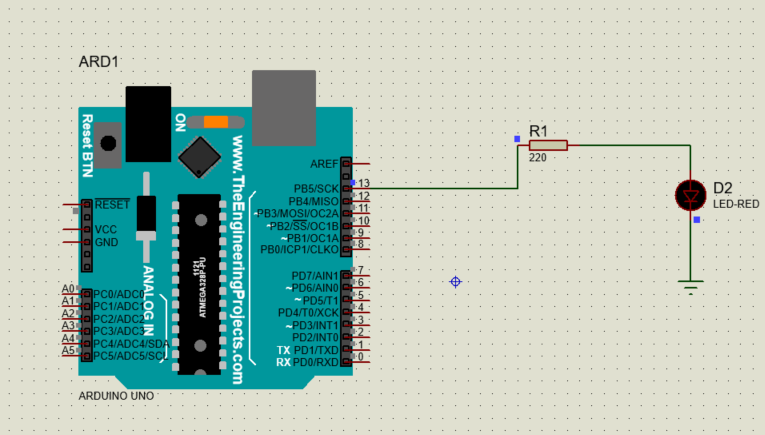 ARD1
Reset BTN
ON
www.TheEngineeringProjects.com
ANALOG IN
1121
ATMEGA328P-PU
RESET
VCC
GND
A0 PC0/ADC0
A1 PC1/ADC1
A2 PC2/ADC2
A3 PC3/ADC3
A4 PC4/ADC4/SDA
A5 PC5/ADC5/SCL
AREF
PB5/SCK 13
PB4/MISO 12
~PB3/MOSI/OC2A 11
~PB2/SS/OC1B 10
~PB1/OC1A 9
PB0/ICP1/CLKO 8
PD7/AIN1 7
~PD6/AIN0 6
~PD5/T1 5
PD4/T0/XCK 4
~PD3/INT1 3
PD2/INT0 2
TX PD1/TXD 1
RX PD0/RXD 0
ARDUINO UNO
R1
220
D2
LED-RED